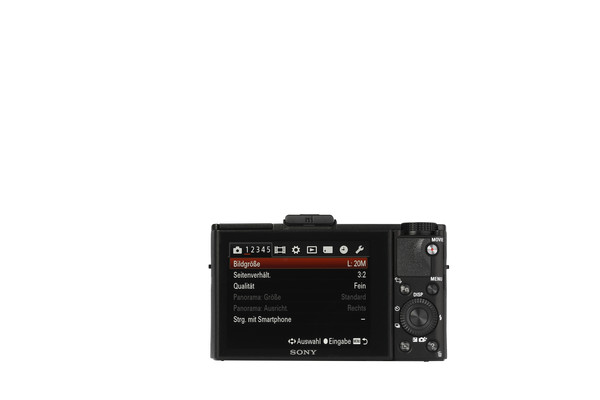 MOVIE
1 2 3 4 5
Bildgröße L: 20M
Seitenverhält. 3:2
Qualität Fein
Panorama: Größe Standard
Panorama: Ausricht. Rechts
Strg. mit Smartphone --
Auswahl Eingabe
SONY
Fn MENU
DISP